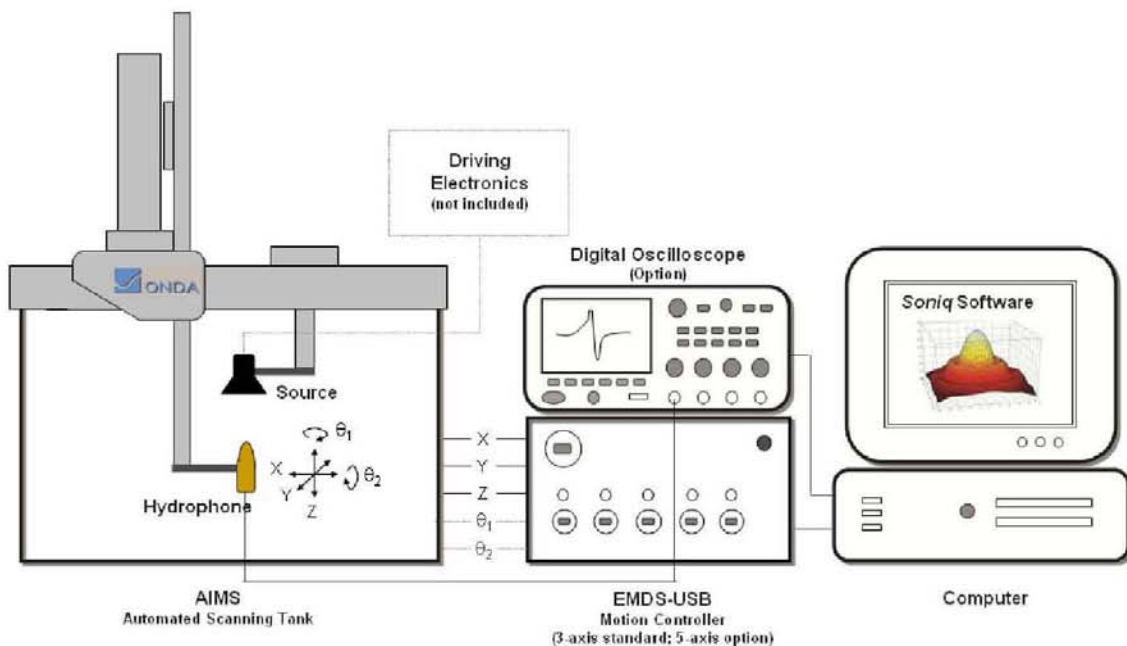 Driving
Electronics
(not included)
Digital Oscilloscope
(Option)
ONDA
Soniq Software
Source
θ1
X
θ2
Y
Z
Hydrophone
X
Y
Z
θ1
θ2
AIMS
Automated Scanning Tank
EMDS-USB
Motion Controller
(3-axis standard; 5-axis option)
Computer